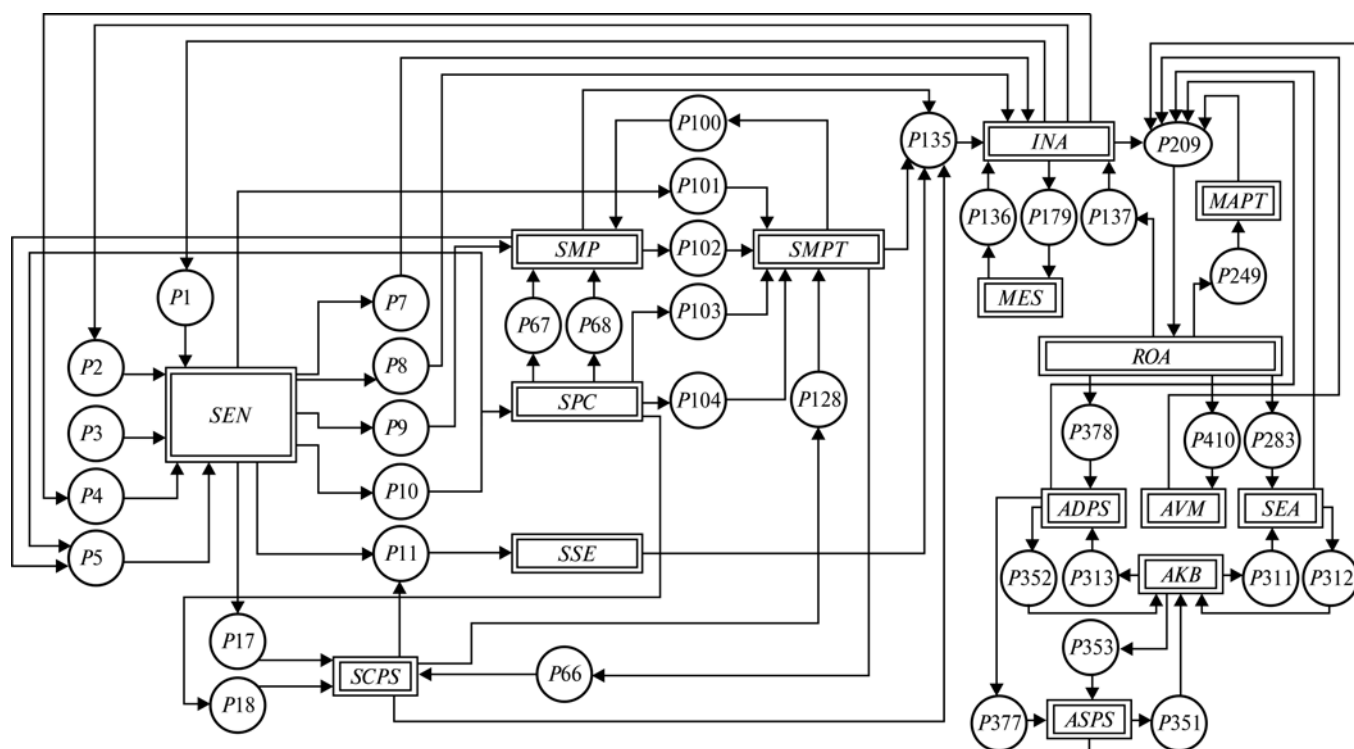 P100
P135
INA
P209
P101
MAPT
P136
P179
P137
SMP
P102
SMPT
P249
P1
P7
MES
P67
P68
P103
P2
P8
ROA
SEN
SPC
P104
P128
P3
P9
P378
P410
P283
P4
P10
ADPS
AVM
SEA
P5
P11
SSE
P352
P313
AKB
P311
P312
P17
P353
SCPS
P66
P18
P377
ASPS
P351